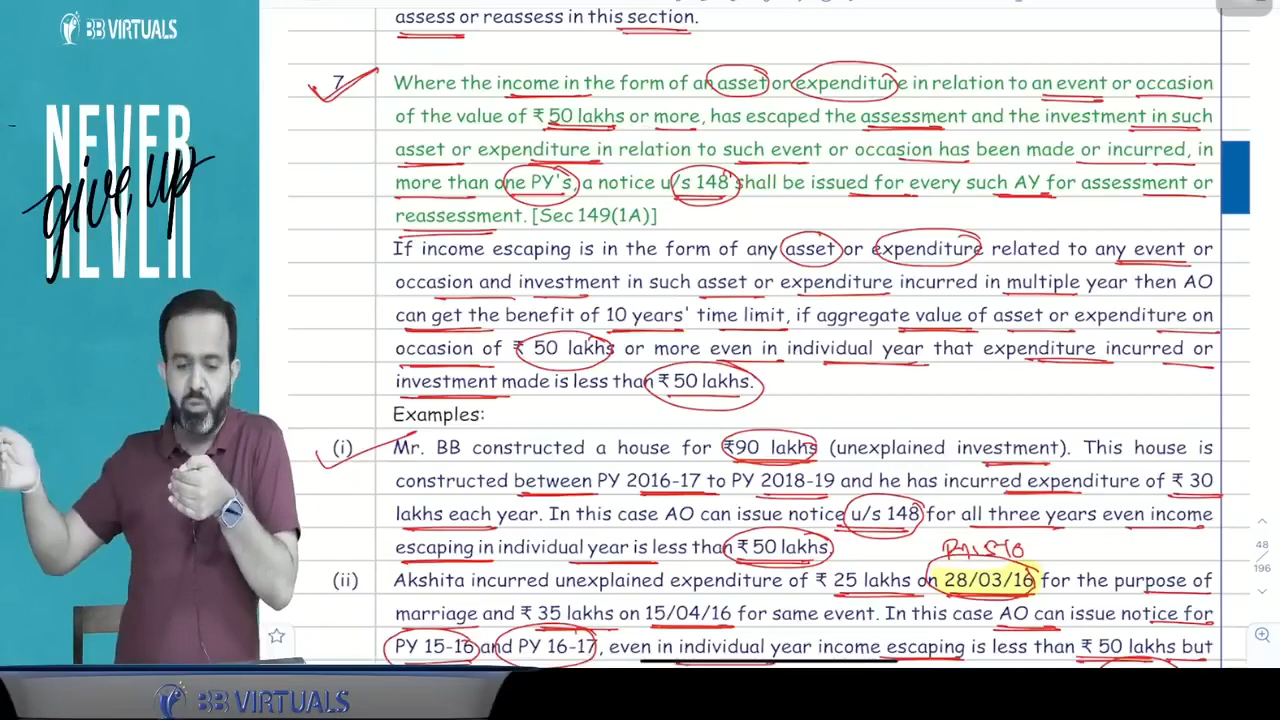 BB VIRTUALS
NEVER
give up
NEVER
assess or reassess in this section.
7 Where the income in the form of an asset or expenditure in relation to an event or occasion
of the value of ₹ 50 lakhs or more, has escaped the assessment and the investment in such
asset or expenditure in relation to such event or occasion has been made or incurred, in
more than one PY's, a notice u/s 148 shall be issued for every such AY for assessment or
reassessment. [Sec 149(1A)]
If income escaping is in the form of any asset or expenditure related to any event or
occasion and investment in such asset or expenditure incurred in multiple year then AO
can get the benefit of 10 years' time limit, if aggregate value of asset or expenditure on
occasion of ₹ 50 lakhs or more even in individual year that expenditure incurred or
investment made is less than ₹ 50 lakhs.
Examples:
(i) Mr. BB constructed a house for ₹90 lakhs (unexplained investment). This house is
constructed between PY 2016-17 to PY 2018-19 and he has incurred expenditure of ₹ 30
lakhs each year. In this case AO can issue notice u/s 148 for all three years even income
escaping in individual year is less than ₹ 50 lakhs
(ii) Akshita incurred unexplained expenditure of ₹ 25 lakhs on 28/03/16 for the purpose of
marriage and ₹ 35 lakhs on 15/04/16 for same event. In this case AO can issue notice for
PY 15-16 and PY 16-17, even in individual year income escaping is less than ₹ 50 lakhs but
48
196
BB VIRTUALS